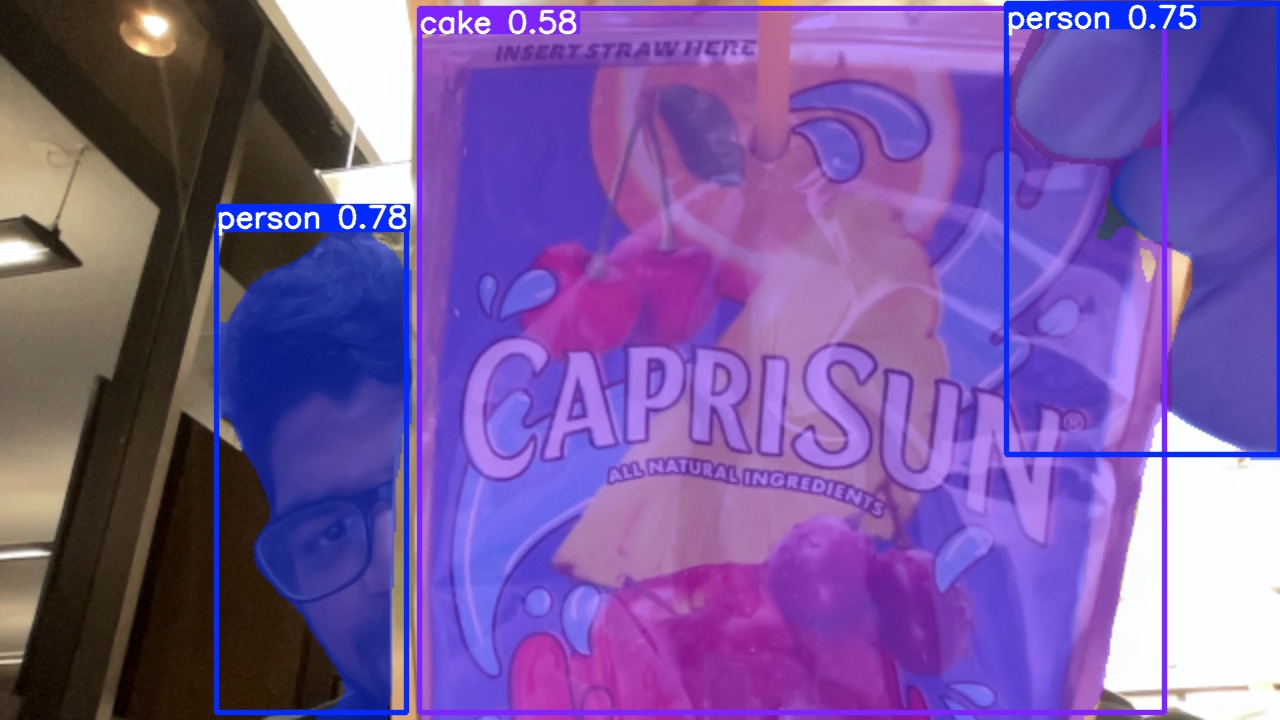 cake 0.58
person 0.75
INSERT STRAW HERE
person 0.78
CAPRISUN®
ALL NATURAL INGREDIENTS